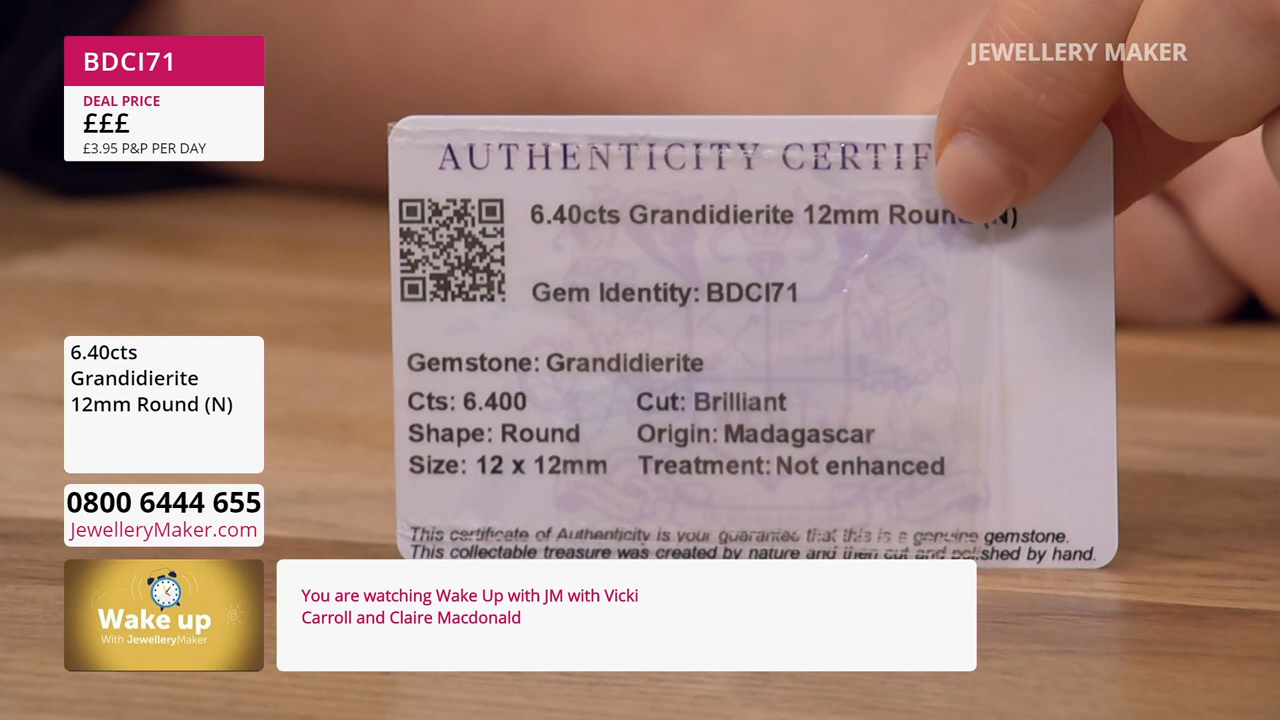 BDCI71
DEAL PRICE
£££
£3.95 P&P PER DAY
JEWELLERY MAKER
AUTHENTICITY CERTIF
6.40cts Grandidierite 12mm Round (N)
Gem Identity: BDCI71
Gemstone: Grandidierite
Cts: 6.400 Cut: Brilliant
Shape: Round Origin: Madagascar
Size: 12 x 12mm Treatment: Not enhanced
This certificate of Authenticity is your guarantee that this is a genuine gemstone.
This collectable treasure was created by nature and then cut and polished by hand.
6.40cts
Grandidierite
12mm Round (N)
0800 6444 655
JewelleryMaker.com
Wake up
With JewelleryMaker
You are watching Wake Up with JM with Vicki
Carroll and Claire Macdonald